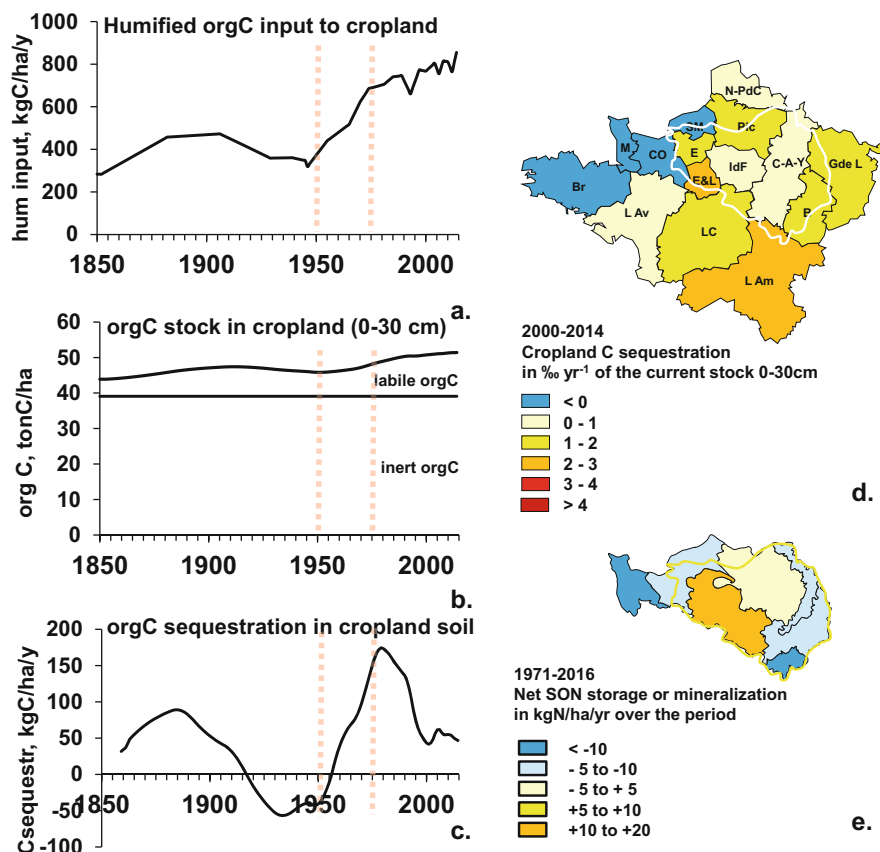 Humified orgC input to cropland
hum input, kgC/ha/y
1000
800
600
400
200
0
1850 1900 1950 2000
a.
orgC stock in cropland (0-30 cm)
org C, tonC/ha
60
50
40
30
20
10
0
labile orgC
inert orgC
1850 1900 1950 2000
b.
orgC sequestration in cropland soil
Csequestr, kgC/ha/y
200
150
100
50
0
-50
-100
1850 1900 1950 2000
c.
N-PdC
SM Pic
M CO E IdF C-A-Y Gde L
Br E&L
L Av LC B
L Am
2000-2014
Cropland C sequestration
in ‰ yr-1 of the current stock 0-30cm
< 0
0 - 1
1 - 2
2 - 3
3 - 4
> 4
d.
1971-2016
Net SON storage or mineralization
in kgN/ha/yr over the period
< -10
- 5 to -10
- 5 to + 5
+5 to +10
+10 to +20
e.